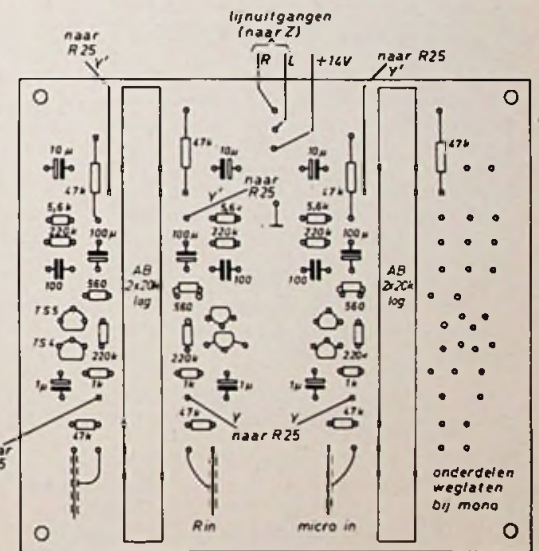 lijnuitgangen
(naar Z)
R L +14V
naar
R25
Y'
naar R25
Y'
10µ
47k
10µ
10µ
47k
47k
47k
naar
R25
Y'
5,6k
220k
100µ
100
560
5,6k
220k
100µ
100
560
5,6k
220k
100µ
100
560
AB
2x20k
log
AB
2x20k
log
TS5
TS4
220k
220k
220k
1µ
1k
1k
1µ
1µ
1k
47k
47k
47k
Y
Y
naar R25
onderdelen
weglaten
bij mono
R in
micro in